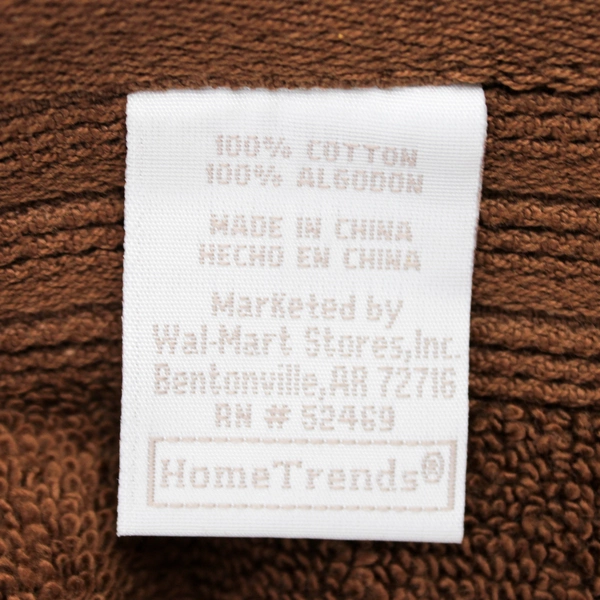 100% COTTON
100% ALGODON
MADE IN CHINA
HECHO EN CHINA
Marketed by
Wal-Mart Stores,Inc.
Bentonville,AR 72716
RN # 52469
HomeTrends®